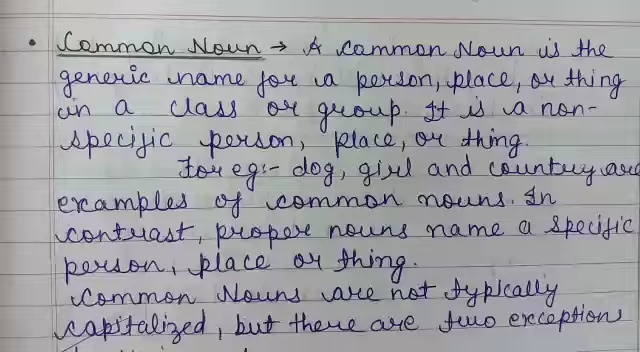 • Common Noun → A common Noun is the
generic name for a person, place, or thing
in a class or group. It is a non-
specific person, place, or thing.
For eg:- dog, girl and country are
examples of common nouns. In
contrast, proper nouns name a specific
person, place or thing.
Common Nouns are not typically
capitalized, but there are two exceptions